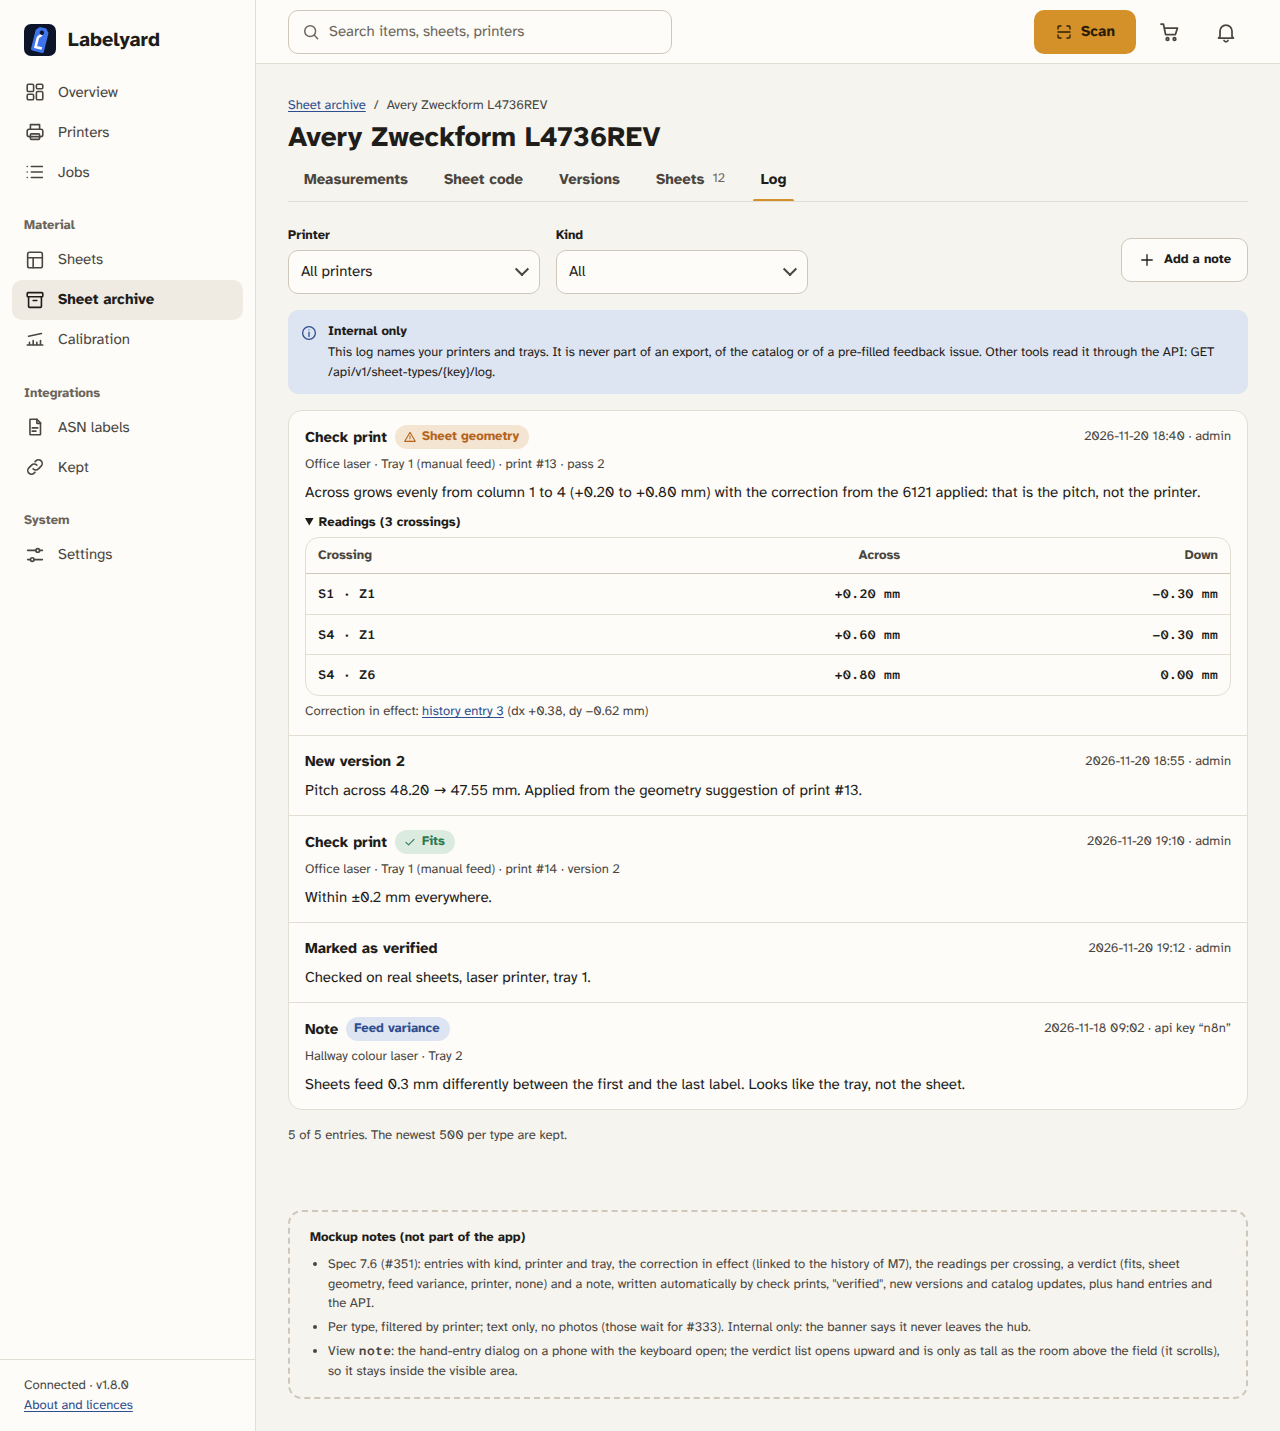 Labelyard
Search items, sheets, printers
Scan
Overview
Printers
Jobs
Material
Sheets
Sheet archive
Calibration
Integrations
ASN labels
Kept
System
Settings
Connected · v1.8.0
About and licences
Sheet archive / Avery Zweckform L4736REV
Avery Zweckform L4736REV
Measurements Sheet code Versions Sheets 12 Log
Printer
All printers
Kind
All
Add a note
Internal only
This log names your printers and trays. It is never part of an export, of the catalog or of a pre-filled feedback issue. Other tools read it through the API: GET
/api/v1/sheet-types/{key}/log.
Check print Sheet geometry 2026-11-20 18:40 · admin
Office laser · Tray 1 (manual feed) · print #13 · pass 2
Across grows evenly from column 1 to 4 (+0.20 to +0.80 mm) with the correction from the 6121 applied: that is the pitch, not the printer.
Readings (3 crossings)
Crossing Across Down
S1 · Z1 +0.20 mm −0.30 mm
S4 · Z1 +0.60 mm −0.30 mm
S4 · Z6 +0.80 mm 0.00 mm
Correction in effect: history entry 3 (dx +0.38, dy −0.62 mm)
New version 2 2026-11-20 18:55 · admin
Pitch across 48.20 → 47.55 mm. Applied from the geometry suggestion of print #13.
Check print Fits 2026-11-20 19:10 · admin
Office laser · Tray 1 (manual feed) · print #14 · version 2
Within ±0.2 mm everywhere.
Marked as verified 2026-11-20 19:12 · admin
Checked on real sheets, laser printer, tray 1.
Note Feed variance 2026-11-18 09:02 · api key “n8n”
Hallway colour laser · Tray 2
Sheets feed 0.3 mm differently between the first and the last label. Looks like the tray, not the sheet.
5 of 5 entries. The newest 500 per type are kept.
Mockup notes (not part of the app)
• Spec 7.6 (#351): entries with kind, printer and tray, the correction in effect (linked to the history of M7), the readings per crossing, a verdict (fits, sheet
geometry, feed variance, printer, none) and a note, written automatically by check prints, "verified", new versions and catalog updates, plus hand entries and
the API.
• Per type, filtered by printer; text only, no photos (those wait for #333). Internal only: the banner says it never leaves the hub.
• View note: the hand-entry dialog on a phone with the keyboard open; the verdict list opens upward and is only as tall as the room above the field (it scrolls),
so it stays inside the visible area.